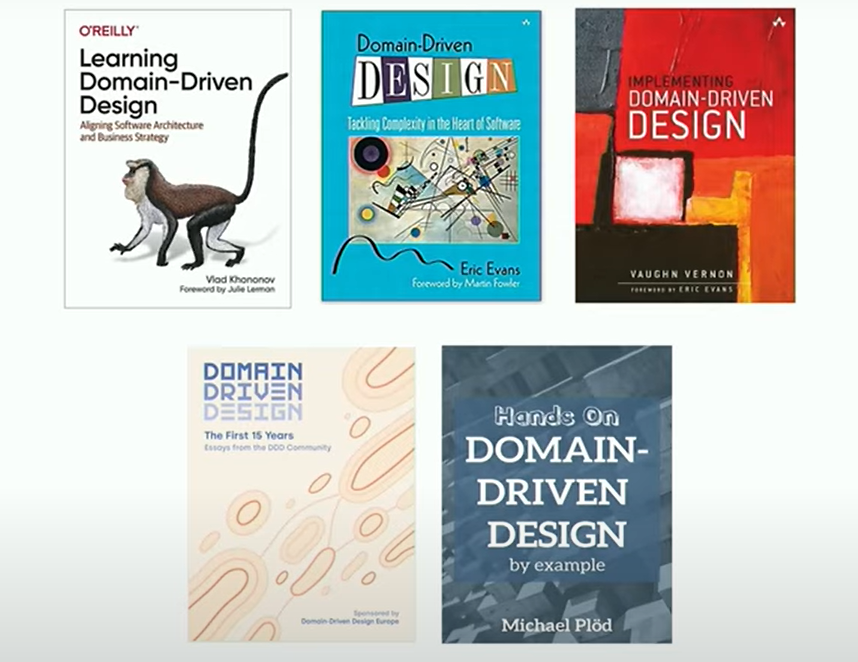 O'REILLY®
Learning
Domain-Driven
Design
Aligning Software Architecture
and Business Strategy
Vlad Khononov
Foreword by Julie Lerman
Domain-Driven
DESIGN
Tackling Complexity in the Heart of Software
Eric Evans
Foreword by Martin Fowler
IMPLEMENTING
DOMAIN-DRIVEN
DESIGN
VAUGHN VERNON
FOREWORD BY ERIC EVANS
DOMAIN
DRIVEN
DESIGN
The First 15 Years
Essays from the DDD Community
Sponsored by
Domain-Driven Design Europe
Hands On
DOMAIN-
DRIVEN
DESIGN
by example
Michael Plöd